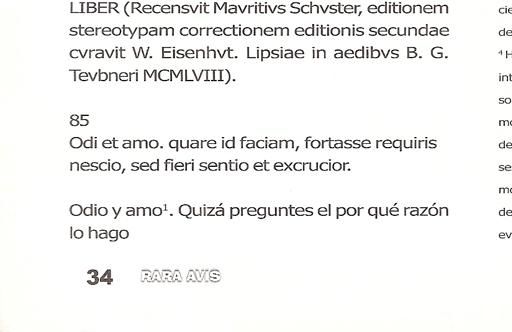 LIBER (Recensvit Mavritivs Schvster, editionem
stereotypam correctionem editionis secundae
cvravit W. Eisenhvt. Lipsiae in aedibvs B. G.
Tevbneri MCMLVIII).
85
Odi et amo. quare id faciam, fortasse requiris
nescio, sed fieri sentio et excrucior.
Odio y amo¹. Quizá preguntes el por qué razón
lo hago
34 RARA AVIS
cie
de
⁴ H
int
so
mo
de
se
mo
de
ev